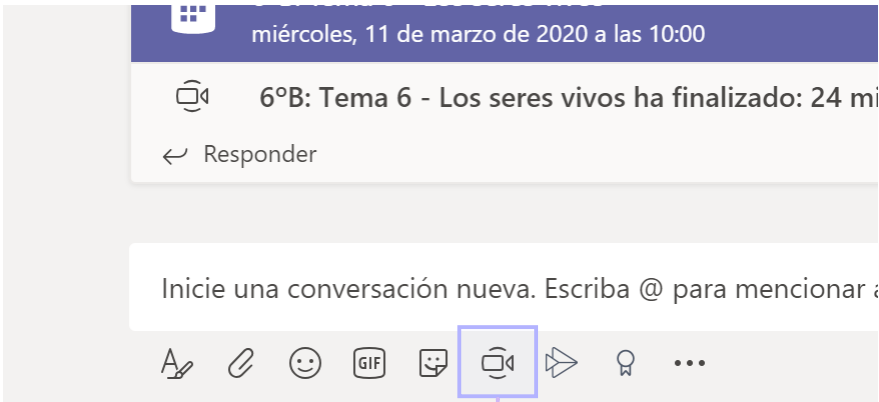 miércoles, 11 de marzo de 2020 a las 10:00
6ºB: Tema 6 - Los seres vivos ha finalizado: 24 mi
Responder
Inicie una conversación nueva. Escriba @ para mencionar a
GIF